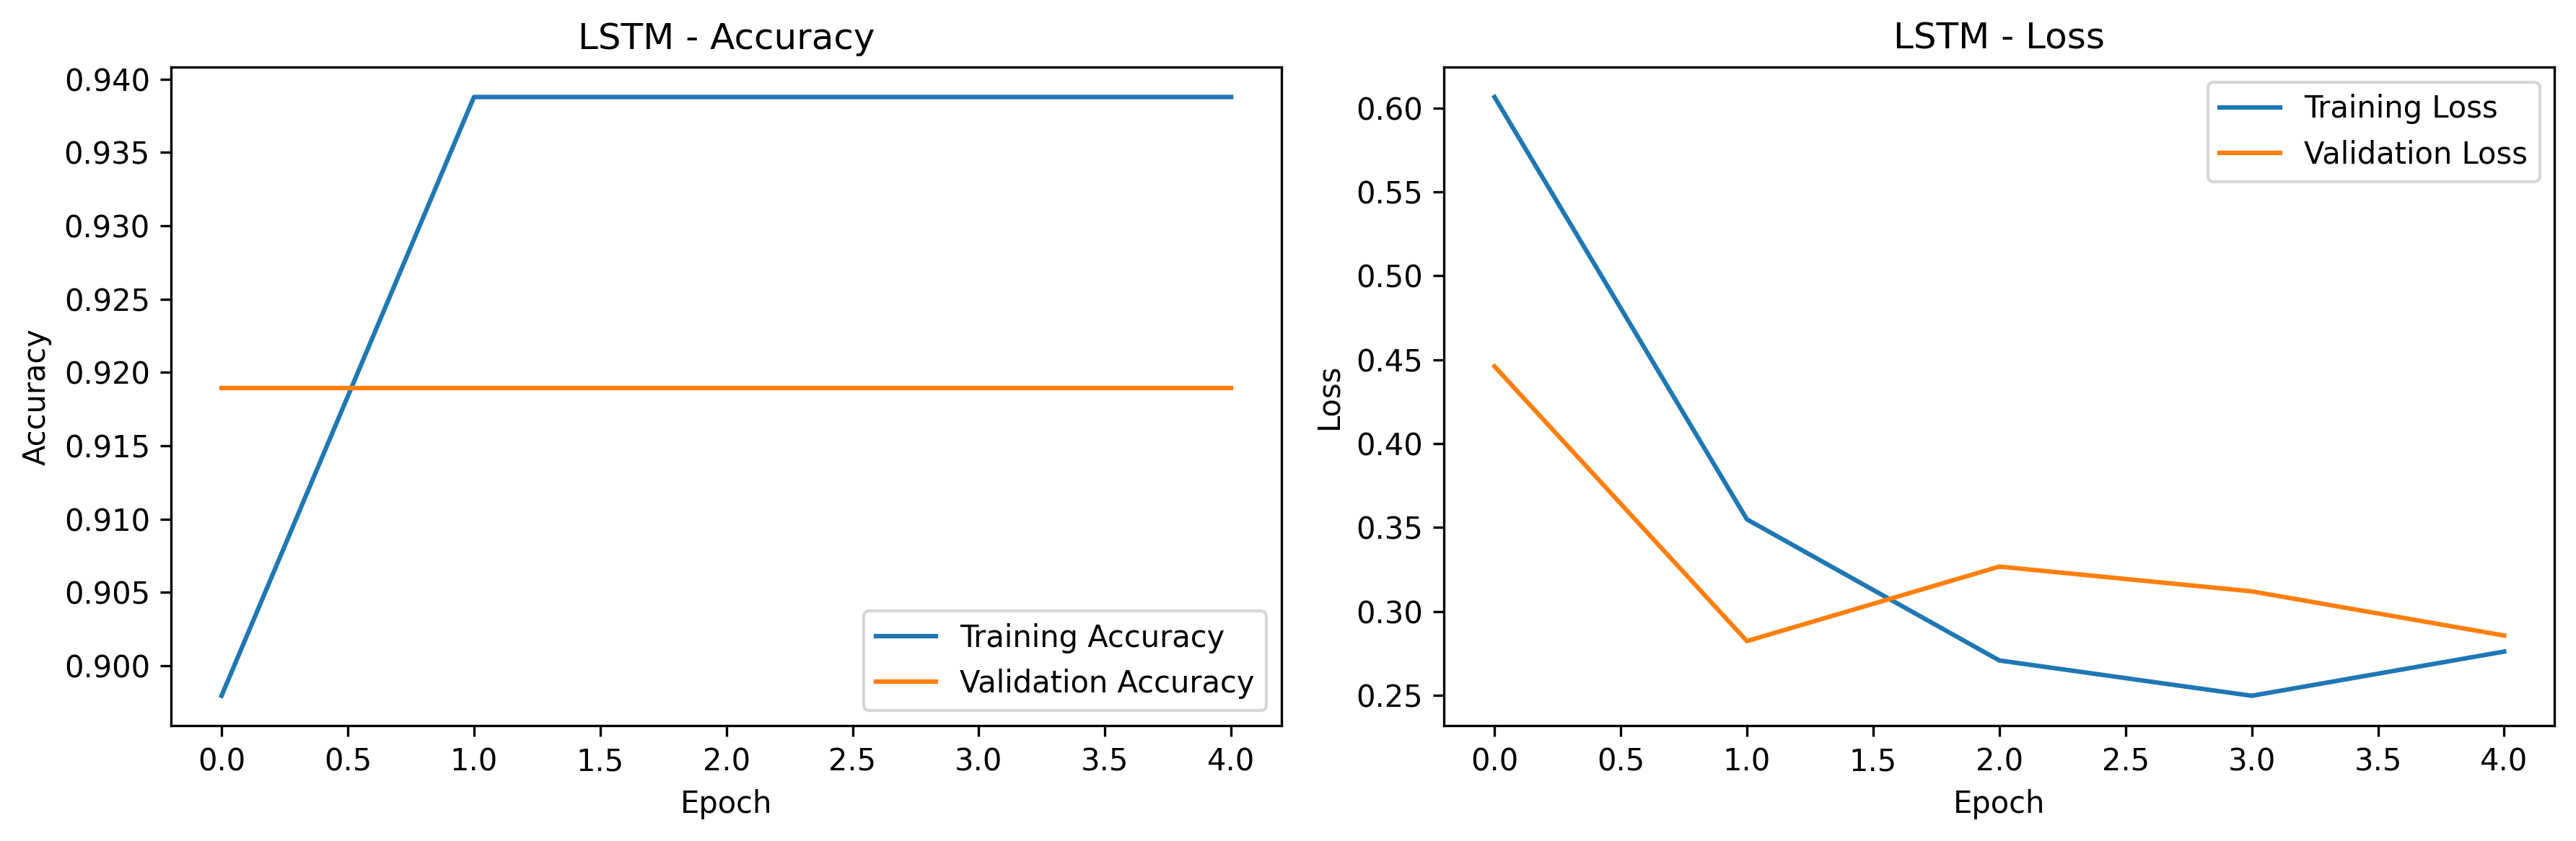 LSTM - Accuracy
0.940
0.935
0.930
0.925
0.920
0.915
0.910
0.905
0.900
Accuracy
Training Accuracy
Validation Accuracy
0.0 0.5 1.0 1.5 2.0 2.5 3.0 3.5 4.0
Epoch
LSTM - Loss
0.60
0.55
0.50
0.45
0.40
0.35
0.30
0.25
Loss
Training Loss
Validation Loss
0.0 0.5 1.0 1.5 2.0 2.5 3.0 3.5 4.0
Epoch